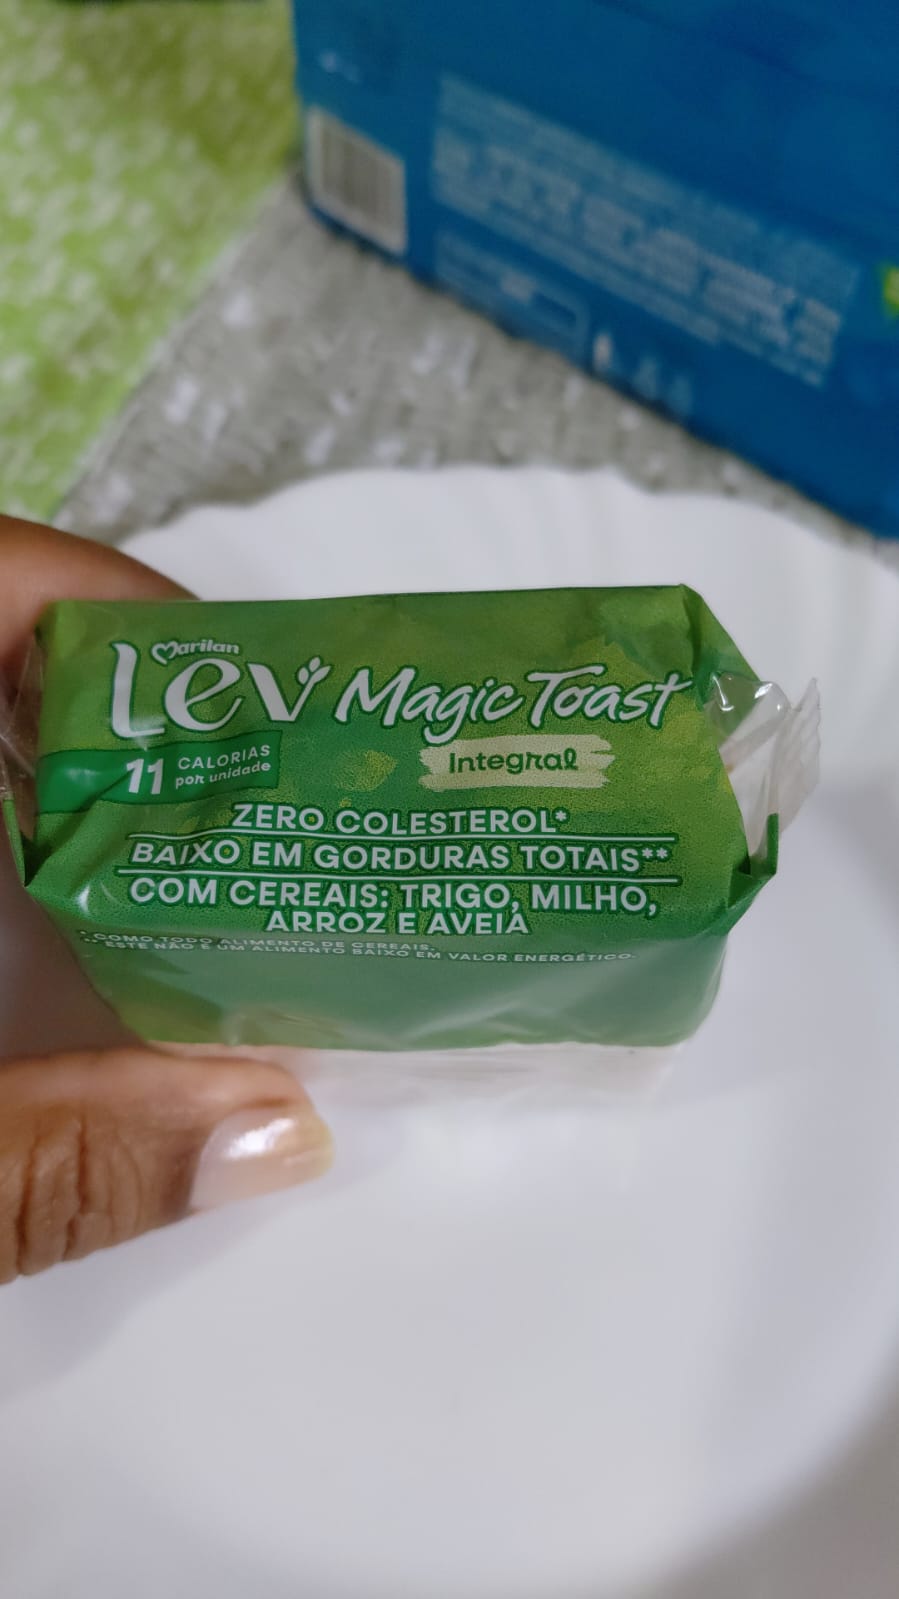 Marilan
Lev Magic Toast
Integral
11 CALORIAS
por unidade
ZERO COLESTEROL*
BAIXO EM GORDURAS TOTAIS**
COM CEREAIS: TRIGO, MILHO,
ARROZ E AVEIA
* COMO TODO ALIMENTO DE CEREAIS.
** ESTE NÃO É UM ALIMENTO BAIXO EM VALOR ENERGÉTICO.